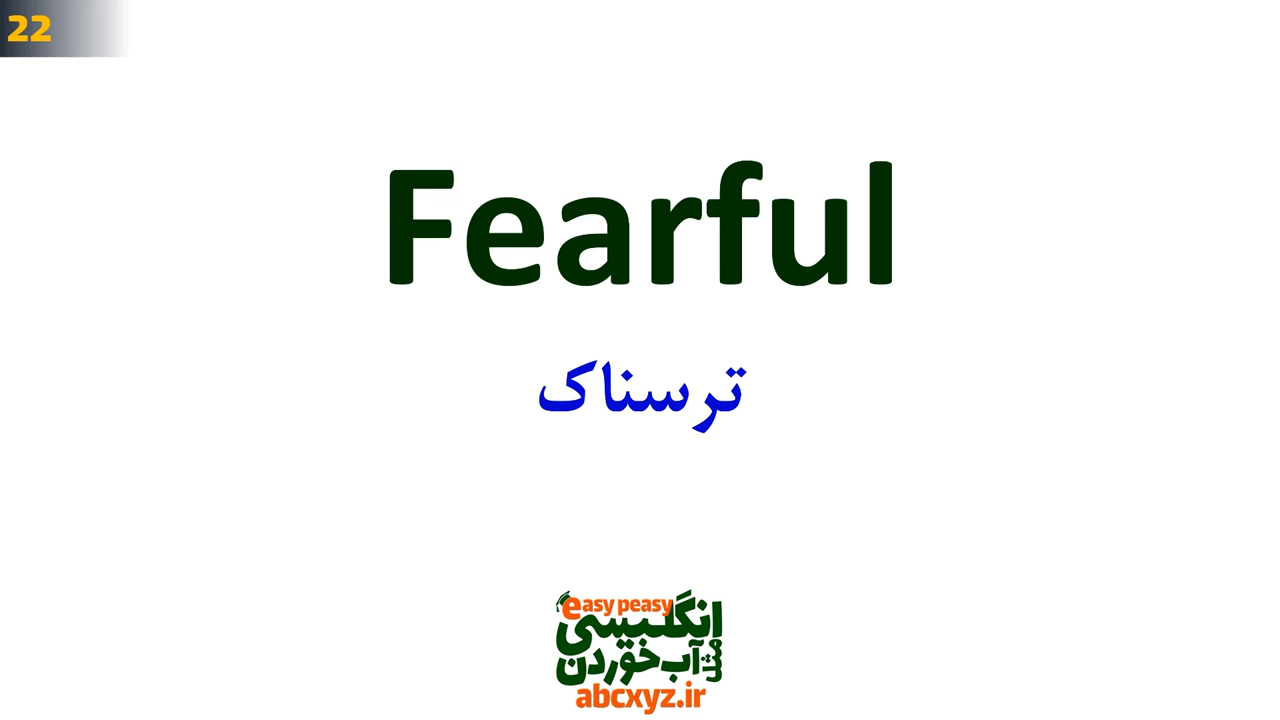 22
Fearful
ترسناک
easy peasy
انگلیسی
مثل آب خوردن
abcxyz.ir